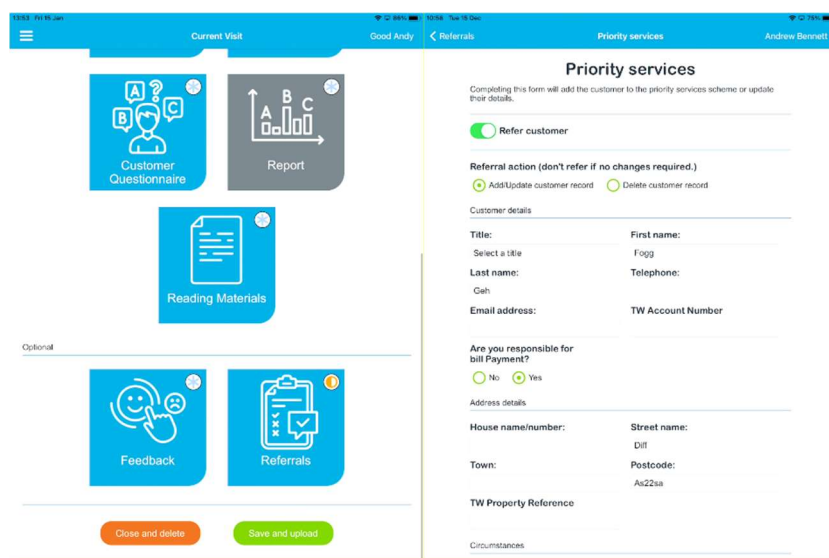 13:53 Fri 15 Jan
98%
Current Visit
Good Andy
A ? B C
Customer
Questionnaire
A B C
Report
Reading Materials
Optional
Feedback
Referrals
Close and delete
Save and upload
10:56 Tue 15 Dec
75%
Referrals
Priority services
Andrew Bennett
Priority services
Completing this form will add the customer to the priority services scheme or update
their details.
Refer customer
Referral action (don't refer if no changes required.)
Add/Update customer record Delete customer record
Customer details
Title: First name:
Select a title Fogg
Last name: Telephone:
Geh
Email address: TW Account Number
Are you responsible for
bill Payment?
No Yes
Address details
House name/number: Street name:
Diff
Town: Postcode:
As22sa
TW Property Reference
Circumstances